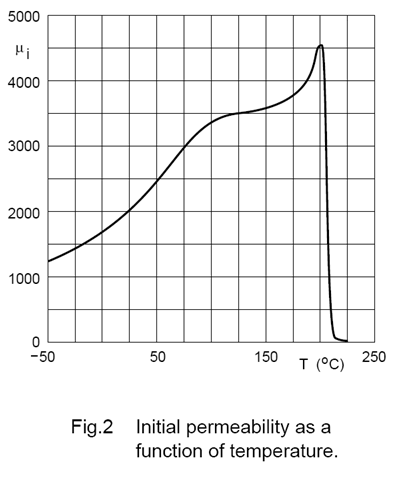 5000
μi
4000
3000
2000
1000
0
−50 50 150 250
T (°C)
Fig.2 Initial permeability as a
function of temperature.